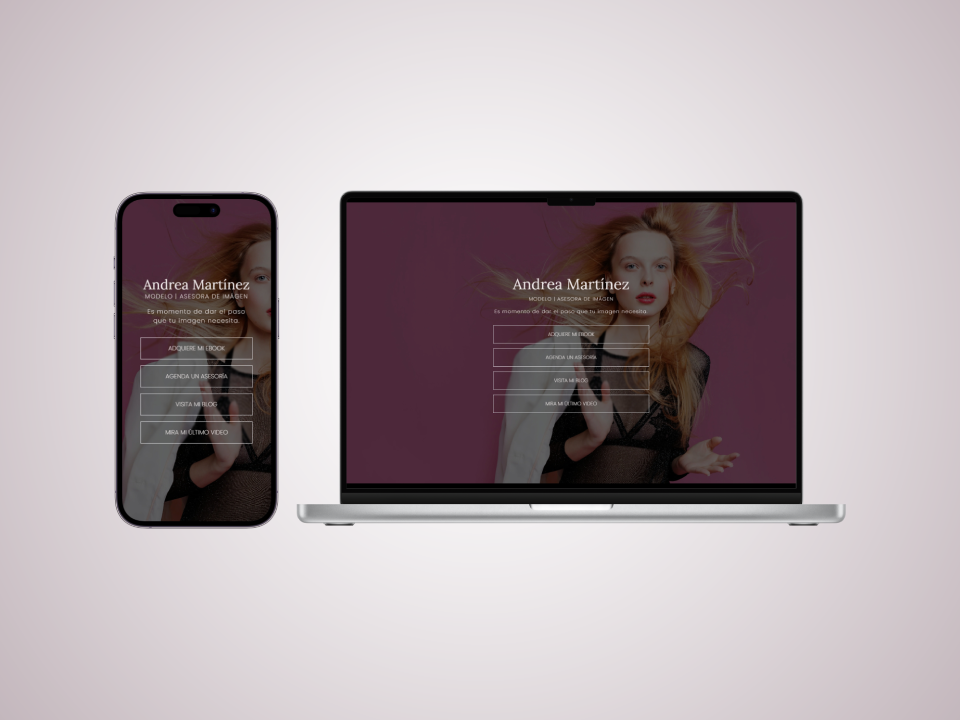 Andrea Martínez
MODELO | ASESORA DE IMAGEN
Es momento de dar el paso
que tu imagen necesita.
ADQUIERE MI EBOOK
AGENDA UN ASESORÍA
VISITA MI BLOG
MIRA MI ÚLTIMO VIDEO
Andrea Martínez
MODELO | ASESORA DE IMAGEN
Es momento de dar el paso que tu imagen necesita.
ADQUIERE MI EBOOK
AGENDA UN ASESORÍA
VISITA MI BLOG
MIRA MI ÚLTIMO VIDEO